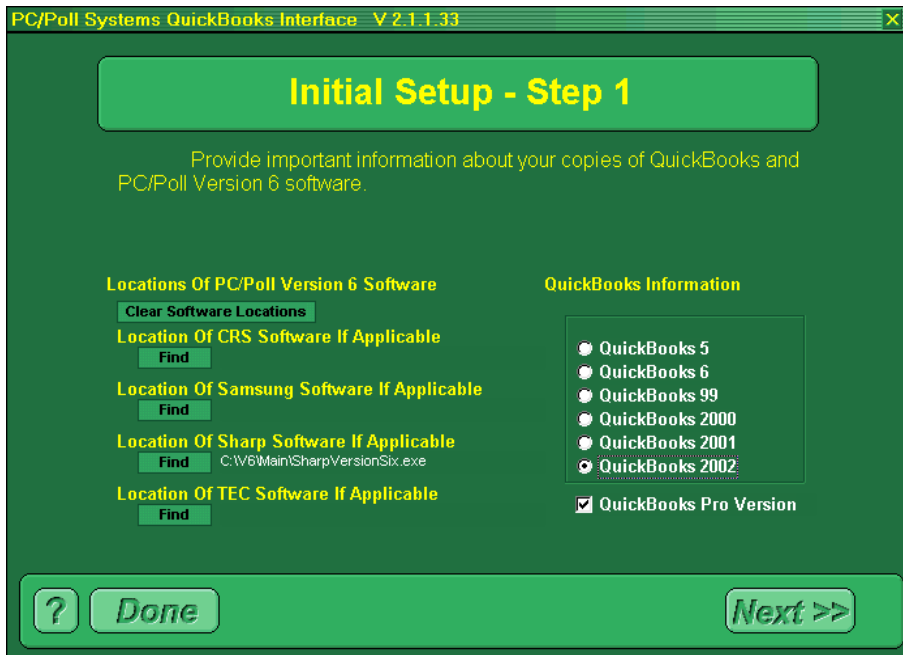 PC/Poll Systems QuickBooks Interface V 2.1.1.33
Initial Setup - Step 1
Provide important information about your copies of QuickBooks and
PC/Poll Version 6 software.
Locations Of PC/Poll Version 6 Software
Clear Software Locations
Location Of CRS Software If Applicable
Find
Location Of Samsung Software If Applicable
Find
Location Of Sharp Software If Applicable
Find C:\V6\Main\SharpVersionSix.exe
Location Of TEC Software If Applicable
Find
QuickBooks Information
QuickBooks 5
QuickBooks 6
QuickBooks 99
QuickBooks 2000
QuickBooks 2001
QuickBooks 2002
QuickBooks Pro Version
? Done Next >>